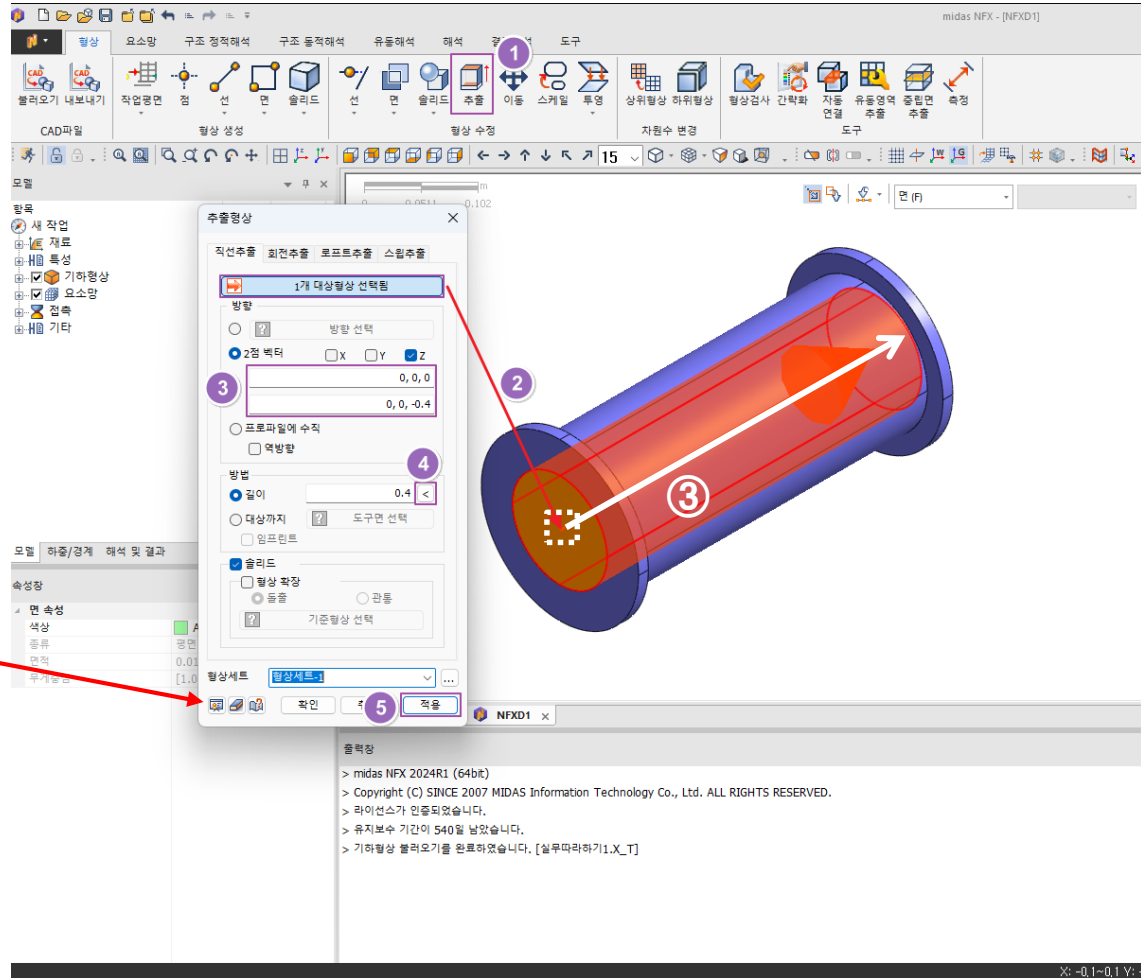 midas NFX - [NFXD1]
형상 요소망 구조 정적해석 구조 동적해석 유동해석 해석 도구
1
불러오기 내보내기 작업평면 점 선 면 솔리드 선 면 솔리드 추출 이동 스케일 투영 상위형상 하위형상 형상검사 간략화 자동 연결 유동영역 추출 중립면 추출 측정
CAD파일 형상 생성 형상 수정 차원수 변경 도구
15
모델
항목
새 작업
재료
특성
기하형상
요소망
접촉
기타
m
0 0.0511 0.102
면 (F)
추출형상
직선추출 회전추출 로프트추출 스윕추출
1개 대상형상 선택됨
방향
방향 선택
2점 벡터 X Y Z
0, 0, 0
3
0, 0, -0.4
2
프로파일에 수직
역방향
4
방법
길이 0.4 <
대상까지 도구면 선택
임프린트
솔리드
형상 확장
돌출 관통
기준형상 선택
형상세트 형상세트-1 ...
확인 5 적용
③
모델 하중/경계 해석 및 결과
속성창
면 속성
색상
종류 평면
면적 0.01
무게중심 [1.0
NFXD1
출력창
> midas NFX 2024R1 (64bit)
> Copyright (C) SINCE 2007 MIDAS Information Technology Co., Ltd. ALL RIGHTS RESERVED.
> 라이선스가 인증되었습니다.
> 유지보수 기간이 540일 남았습니다.
> 기하형상 불러오기를 완료하였습니다. [실무따라하기1.X_T]
X: -0.1~0.1 Y: